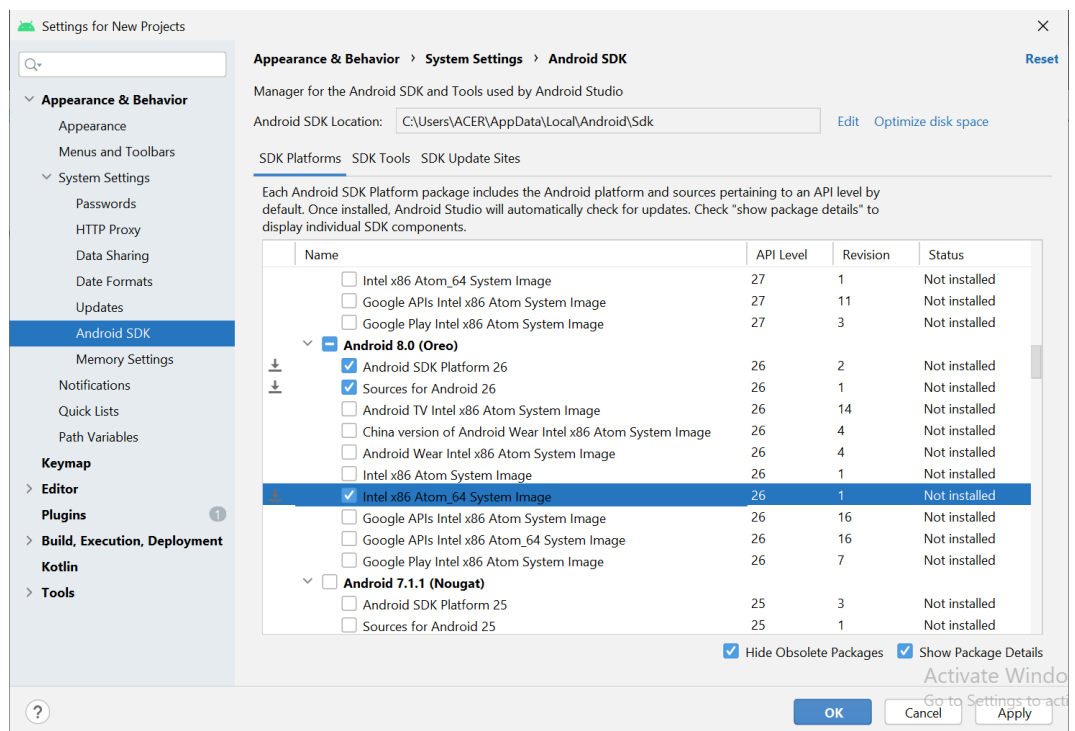 Settings for New Projects
Appearance & Behavior
Appearance
Menus and Toolbars
System Settings
Passwords
HTTP Proxy
Data Sharing
Date Formats
Updates
Android SDK
Memory Settings
Notifications
Quick Lists
Path Variables
Keymap
Editor
Plugins 1
Build, Execution, Deployment
Kotlin
Tools
Appearance & Behavior › System Settings › Android SDK Reset
Manager for the Android SDK and Tools used by Android Studio
Android SDK Location: C:\Users\ACER\AppData\Local\Android\Sdk Edit Optimize disk space
SDK Platforms SDK Tools SDK Update Sites
Each Android SDK Platform package includes the Android platform and sources pertaining to an API level by
default. Once installed, Android Studio will automatically check for updates. Check "show package details" to
display individual SDK components.
Name API Level Revision Status
Intel x86 Atom_64 System Image 27 1 Not installed
Google APIs Intel x86 Atom System Image 27 11 Not installed
Google Play Intel x86 Atom System Image 27 3 Not installed
Android 8.0 (Oreo)
Android SDK Platform 26 26 2 Not installed
Sources for Android 26 26 1 Not installed
Android TV Intel x86 Atom System Image 26 14 Not installed
China version of Android Wear Intel x86 Atom System Image 26 4 Not installed
Android Wear Intel x86 Atom System Image 26 4 Not installed
Intel x86 Atom System Image 26 1 Not installed
Intel x86 Atom_64 System Image 26 1 Not installed
Google APIs Intel x86 Atom System Image 26 16 Not installed
Google APIs Intel x86 Atom_64 System Image 26 16 Not installed
Google Play Intel x86 Atom System Image 26 7 Not installed
Android 7.1.1 (Nougat)
Android SDK Platform 25 25 3 Not installed
Sources for Android 25 25 1 Not installed
Hide Obsolete Packages Show Package Details
Activate Windo
Go to Settings to acti
? OK Cancel Apply